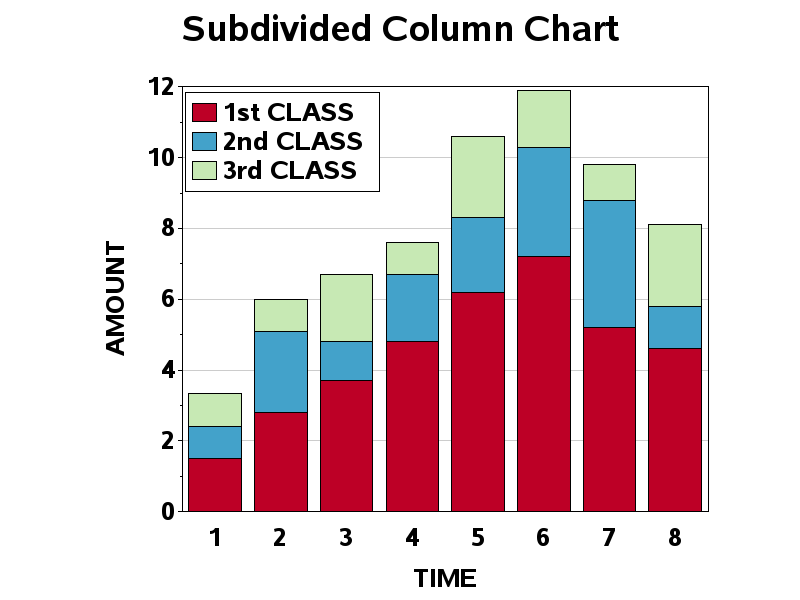 Subdivided Column Chart
12
10
8
6
4
2
0
AMOUNT
1st CLASS
2nd CLASS
3rd CLASS
1 2 3 4 5 6 7 8
TIME